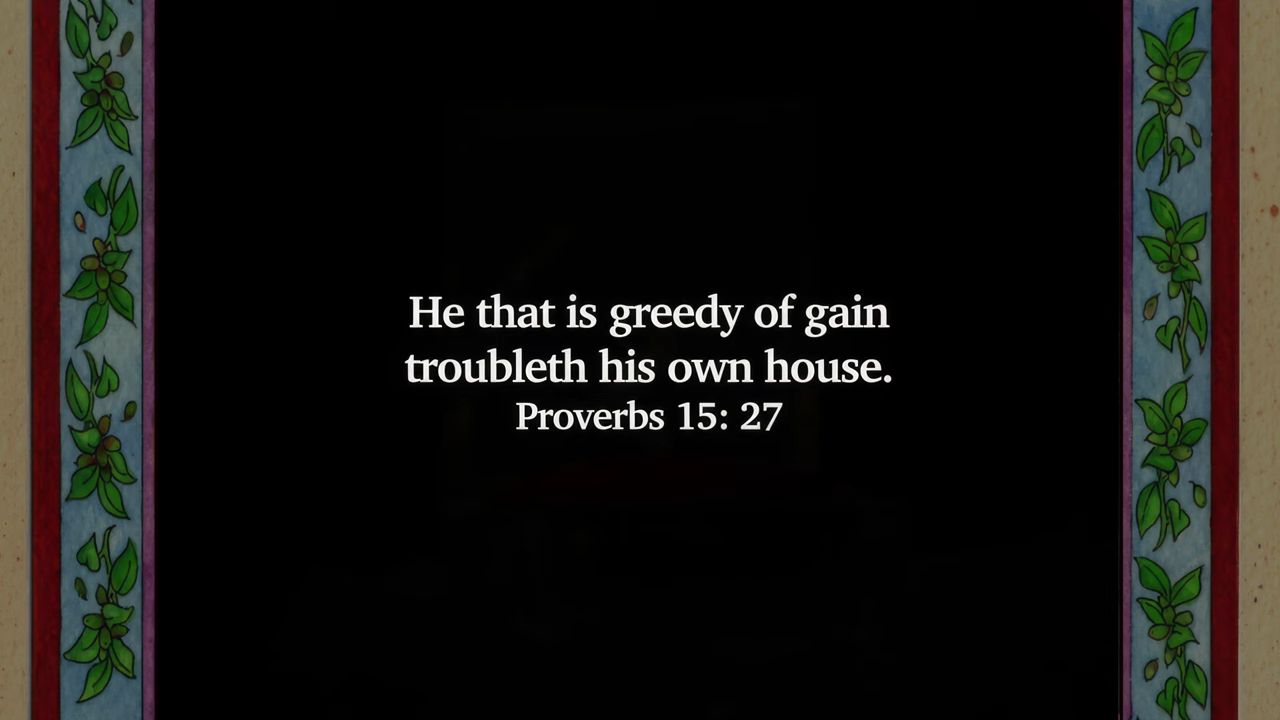 He that is greedy of gain
troubleth his own house.
Proverbs 15: 27